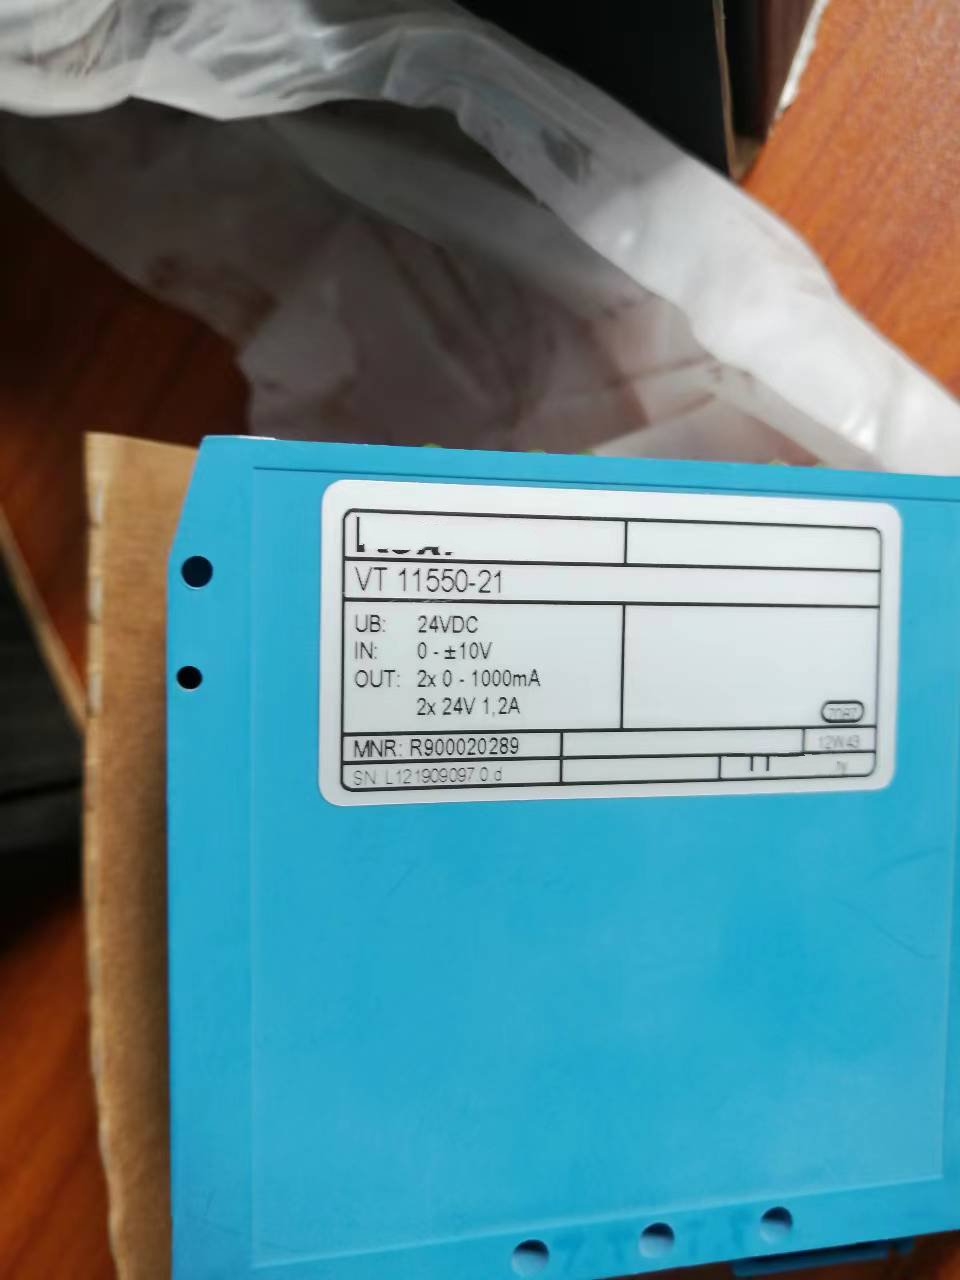 VT 11550-21
UB: 24VDC
IN: 0 - ±10V
OUT: 2x 0 - 1000mA
2x 24V 1,2A
7087
MNR: R900020289
12W43
SN: L121909097.0.d